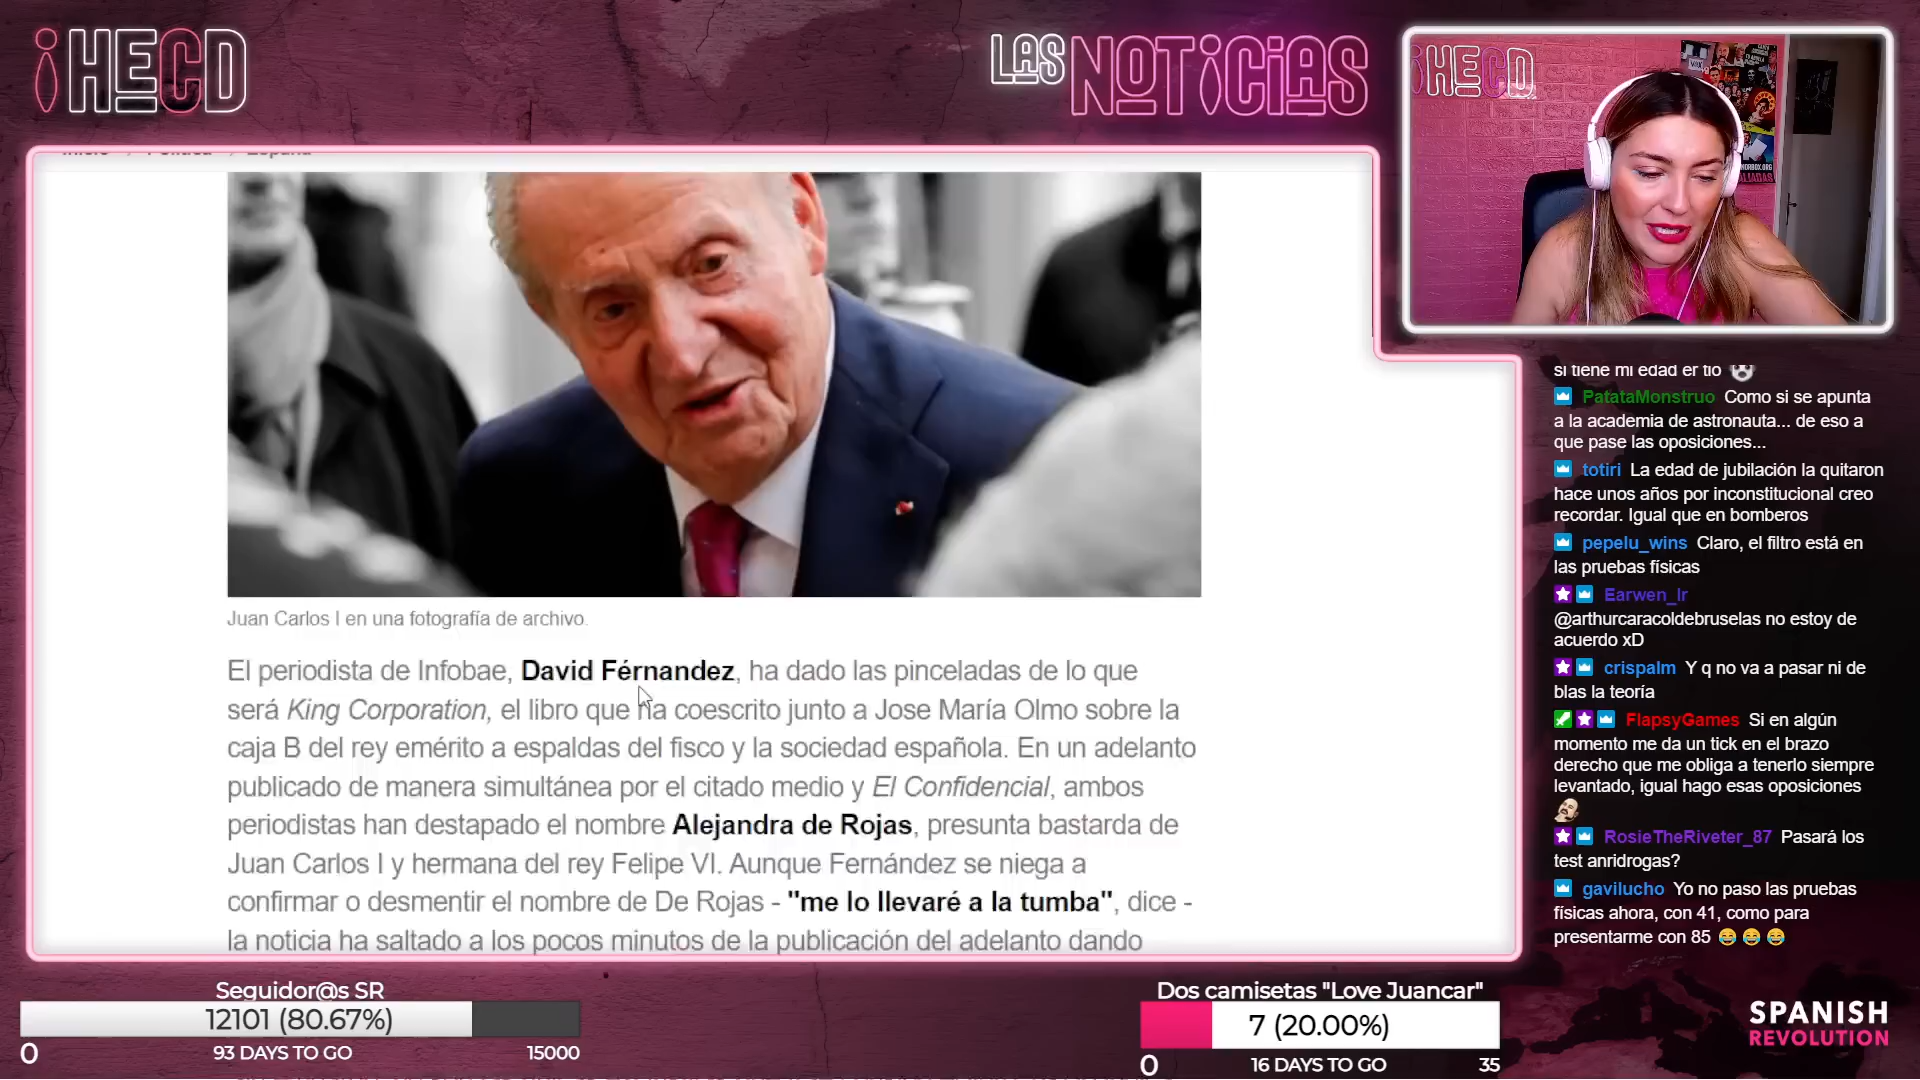 ¡HECD
LAS NOTICIAS
¡HECD
Inicio / Política / España
Juan Carlos I en una fotografía de archivo.
El periodista de Infobae, David Férnandez, ha dado las pinceladas de lo que
será King Corporation, el libro que ha coescrito junto a Jose María Olmo sobre la
caja B del rey emérito a espaldas del fisco y la sociedad española. En un adelanto
publicado de manera simultánea por el citado medio y El Confidencial, ambos
periodistas han destapado el nombre Alejandra de Rojas, presunta bastarda de
Juan Carlos I y hermana del rey Felipe VI. Aunque Fernández se niega a
confirmar o desmentir el nombre de De Rojas - "me lo llevaré a la tumba", dice -
la noticia ha saltado a los pocos minutos de la publicación del adelanto dando
si tiene mi edad er tio
PatataMonstruo Como si se apunta
a la academia de astronauta... de eso a
que pase las oposiciones...
totiri La edad de jubilación la quitaron
hace unos años por inconstitucional creo
recordar. Igual que en bomberos
pepelu_wins Claro, el filtro está en
las pruebas físicas
Earwen_lr
@arthurcaracoldebruselas no estoy de
acuerdo xD
crispalm Y q no va a pasar ni de
blas la teoría
FlapsyGames Si en algún
momento me da un tick en el brazo
derecho que me obliga a tenerlo siempre
levantado, igual hago esas oposiciones
RosieTheRiveter_87 Pasará los
test anridrogas?
gavilucho Yo no paso las pruebas
físicas ahora, con 41, como para
presentarme con 85 😂 😂 😂
Seguidor@s SR
12101 (80.67%)
0 93 DAYS TO GO 15000
Dos camisetas "Love Juancar"
7 (20.00%)
0 16 DAYS TO GO 35
SPANISH
REVOLUTION